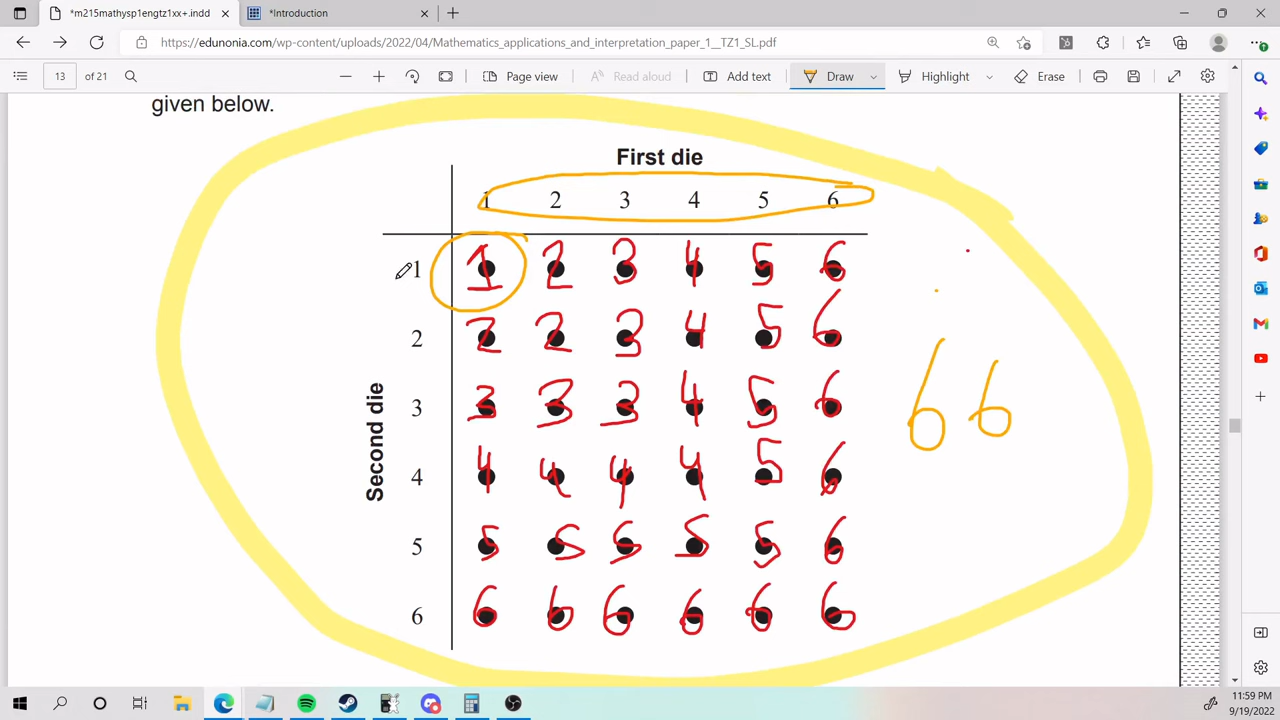 *m215mathysp1engtz1xx+.indd
*Introduction
https://edunonia.com/wp-content/uploads/2022/04/Mathematics_applications_and_interpretation_paper_1__TZ1_SL.pdf
13 of 21
Page view
Read aloud
Add text
Draw
Highlight
Erase
given below.
First die
1 2 3 4 5 6
1 1 2 3 4 5 6
2 2 2 3 4 5 6
3 3 3 3 4 5 6
66
Second die
4 4 4 4 4 5 6
5 5 5 5 5 5 6
6 6 6 6 6 6 6
11:59 PM
9/19/2022